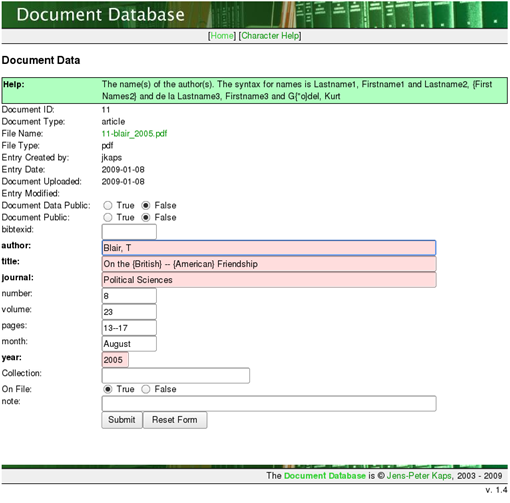 Document Database
[Home] [Character Help]
Document Data
Help: The name(s) of the author(s). The syntax for names is Lastname1, Firstname1 and Lastname2, {First
Names2} and de la Lastname3, Firstname3 and G{"o}del, Kurt
Document ID: 11
Document Type: article
File Name: 11-blair_2005.pdf
File Type: pdf
Entry Created by: jkaps
Entry Date: 2009-01-08
Document Uploaded: 2009-01-08
Entry Modified:
Document Data Public: True False
Document Public: True False
bibtexid:
author: Blair, T
title: On the {British} -- {American} Friendship
journal: Political Sciences
number: 8
volume: 23
pages: 13--17
month: August
year: 2005
Collection:
On File: True False
note:
Submit Reset Form
The Document Database is © Jens-Peter Kaps, 2003 - 2009
v. 1.4